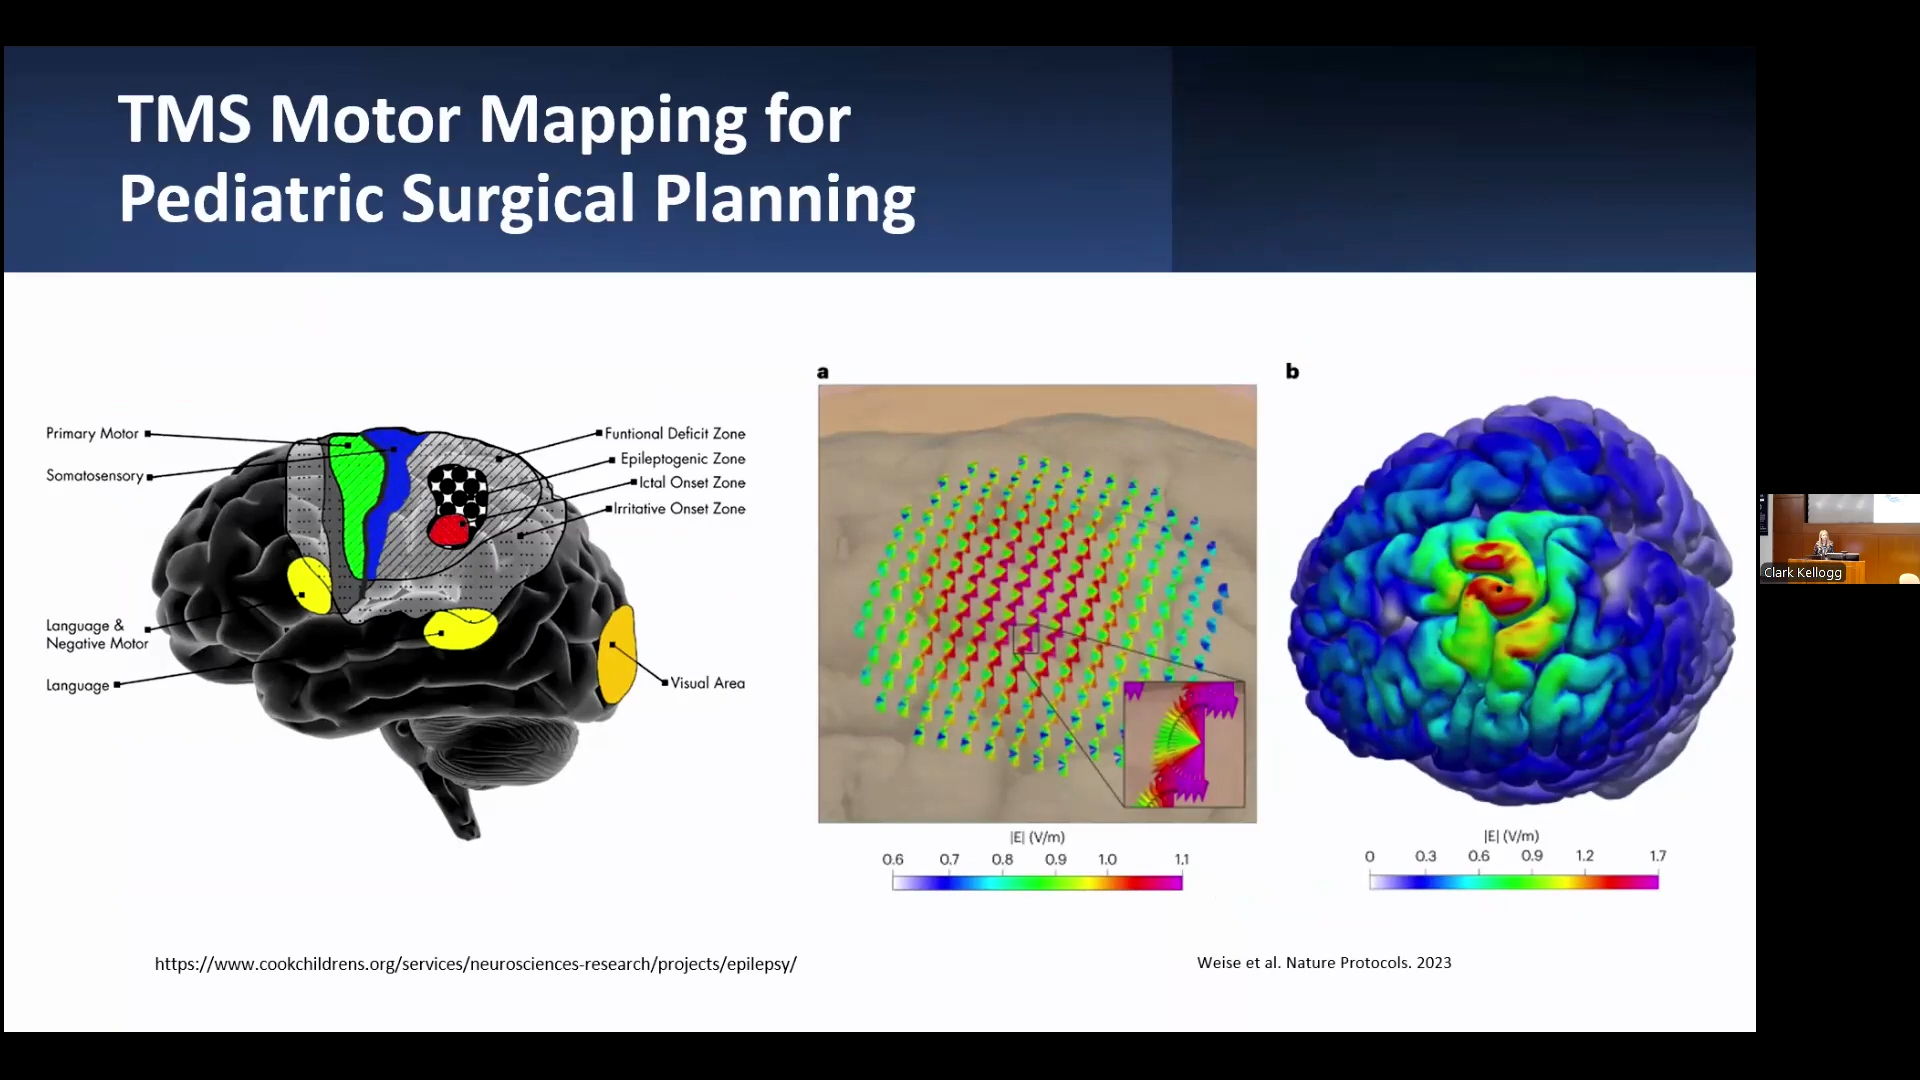 TMS Motor Mapping for
Pediatric Surgical Planning
Primary Motor
Somatosensory
Language &
Negative Motor
Language
Funtional Deficit Zone
Epileptogenic Zone
Ictal Onset Zone
Irritative Onset Zone
Visual Area
a
|E| (V/m)
0.6 0.7 0.8 0.9 1.0 1.1
b
|E| (V/m)
0 0.3 0.6 0.9 1.2 1.7
https://www.cookchildrens.org/services/neurosciences-research/projects/epilepsy/
Weise et al. Nature Protocols. 2023
Clark Kellogg